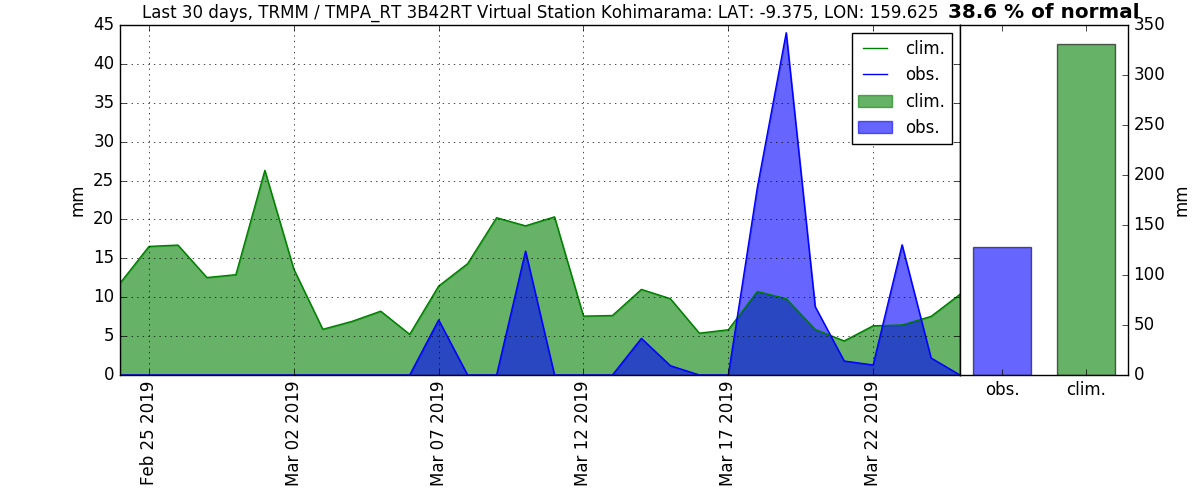 Last 30 days, TRMM / TMPA_RT 3B42RT Virtual Station Kohimarama: LAT: -9.375, LON: 159.625
38.6 % of normal
45
40
35
30
25
20
15
10
5
0
mm
clim.
obs.
clim.
obs.
Feb 25 2019
Mar 02 2019
Mar 07 2019
Mar 12 2019
Mar 17 2019
Mar 22 2019
350
300
250
200
150
100
50
0
mm
obs.
clim.